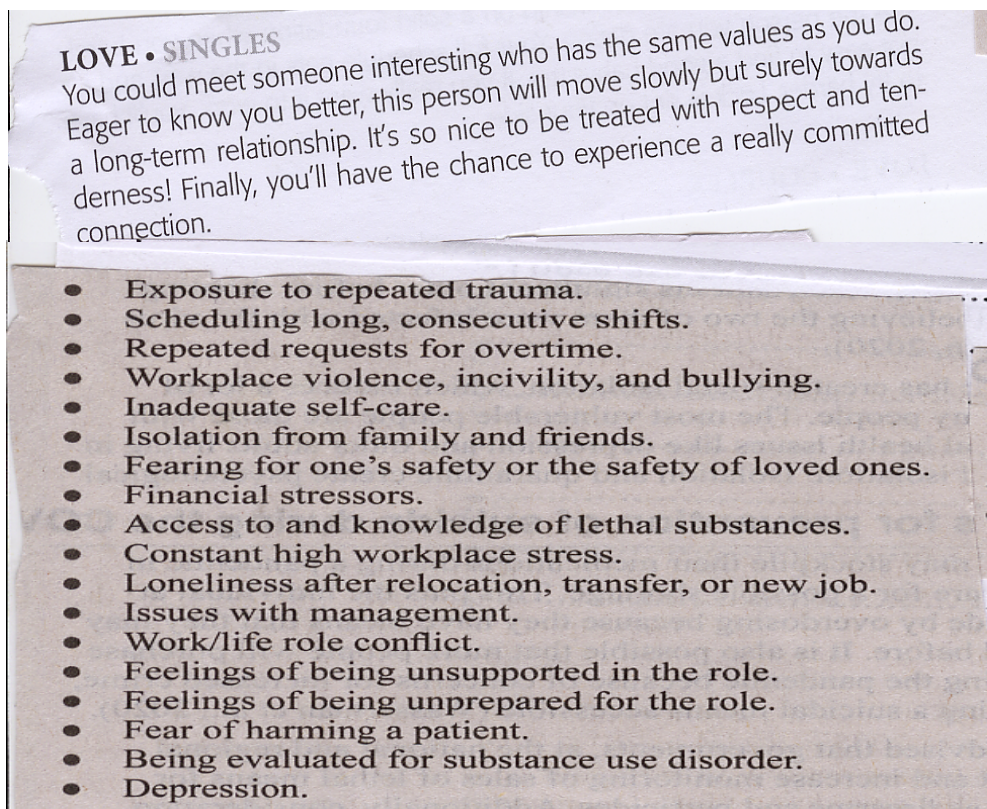 LOVE • SINGLES
You could meet someone interesting who has the same values as you do.
Eager to know you better, this person will move slowly but surely towards
a long-term relationship. It's so nice to be treated with respect and ten-
derness! Finally, you'll have the chance to experience a really committed
connection.
• Exposure to repeated trauma.
• Scheduling long, consecutive shifts.
• Repeated requests for overtime.
• Workplace violence, incivility, and bullying.
• Inadequate self-care.
• Isolation from family and friends.
• Fearing for one's safety or the safety of loved ones.
• Financial stressors.
• Access to and knowledge of lethal substances.
• Constant high workplace stress.
• Loneliness after relocation, transfer, or new job.
• Issues with management.
• Work/life role conflict.
• Feelings of being unsupported in the role.
• Feelings of being unprepared for the role.
• Fear of harming a patient.
• Being evaluated for substance use disorder.
• Depression.